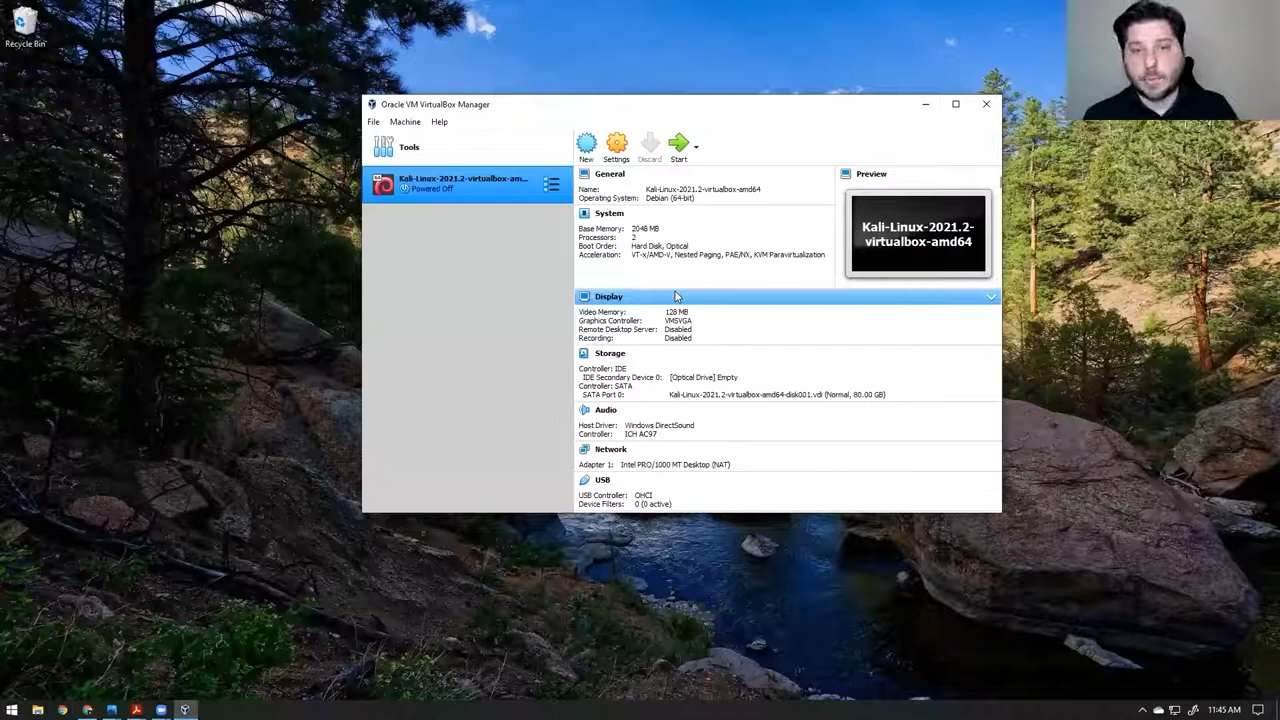 Recycle Bin
Oracle VM VirtualBox Manager
File Machine Help
Tools
New Settings Discard Start
Kali-Linux-2021.2-virtualbox-am...
Powered Off
General
Name: Kali-Linux-2021.2-virtualbox-amd64
Operating System: Debian (64-bit)
System
Base Memory: 2048 MB
Processors: 2
Boot Order: Hard Disk, Optical
Acceleration: VT-x/AMD-V, Nested Paging, PAE/NX, KVM Paravirtualization
Preview
Kali-Linux-2021.2-
virtualbox-amd64
Display
Video Memory: 128 MB
Graphics Controller: VMSVGA
Remote Desktop Server: Disabled
Recording: Disabled
Storage
Controller: IDE
IDE Secondary Device 0: [Optical Drive] Empty
Controller: SATA
SATA Port 0: Kali-Linux-2021.2-virtualbox-amd64-disk001.vdi (Normal, 80.00 GB)
Audio
Host Driver: Windows DirectSound
Controller: ICH AC97
Network
Adapter 1: Intel PRO/1000 MT Desktop (NAT)
USB
USB Controller: OHCI
Device Filters: 0 (0 active)
11:45 AM